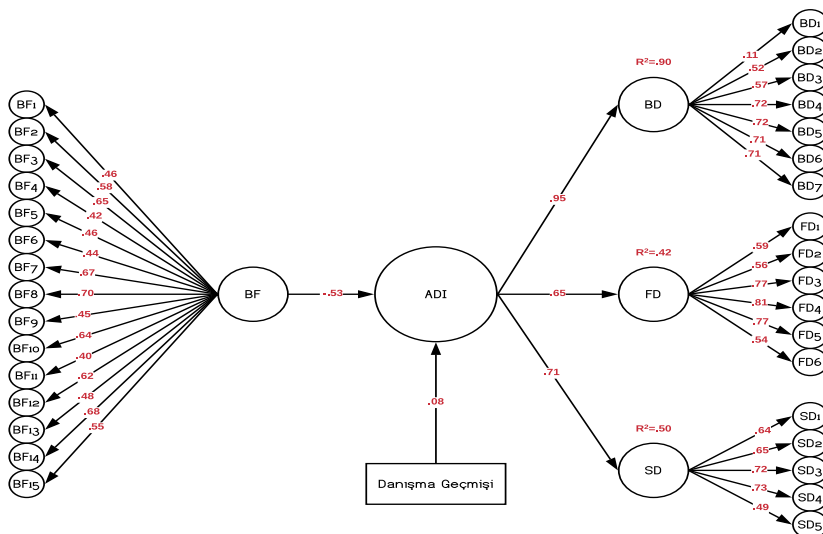 BF1
BF2
BF3
BF4
BF5
BF6
BF7
BF8
BF9
BF10
BF11
BF12
BF13
BF14
BF15
.46
.58
.65
.42
.46
.44
.67
.70
.45
.64
.40
.62
.48
.68
.55
BF
-.53
ADI
.08
Danışma Geçmişi
.95
.65
.71
R²=.90
BD
.11
.52
.57
.72
.72
.71
.71
BD1
BD2
BD3
BD4
BD5
BD6
BD7
R²=.42
FD
.59
.56
.77
.81
.77
.54
FD1
FD2
FD3
FD4
FD5
FD6
R²=.50
SD
.64
.65
.72
.73
.49
SD1
SD2
SD3
SD4
SD5